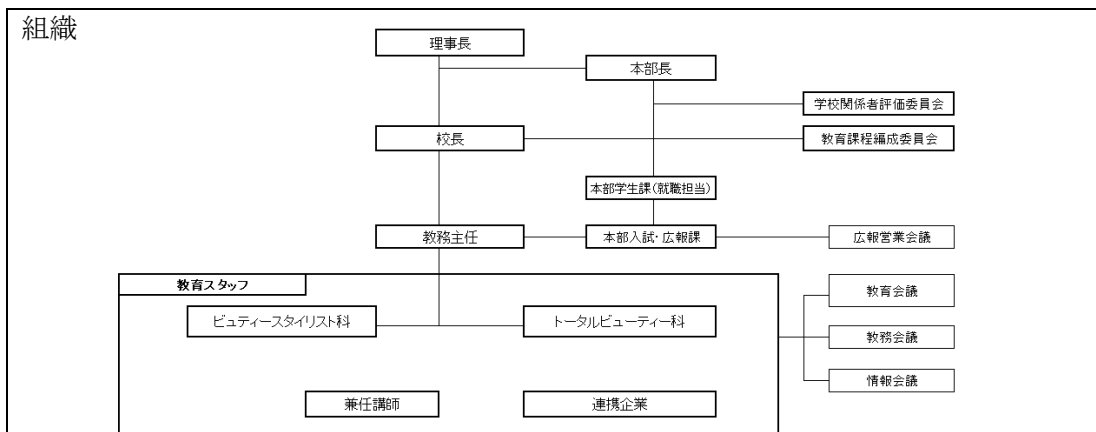 組織
理事長
本部長
学校関係者評価委員会
校長
教育課程編成委員会
本部学生課(就職担当)
教務主任
本部入試・広報課
広報営業会議
教育スタッフ
教育会議
ビュティースタイリスト科
トータルビューティー科
教務会議
情報会議
兼任講師
連携企業